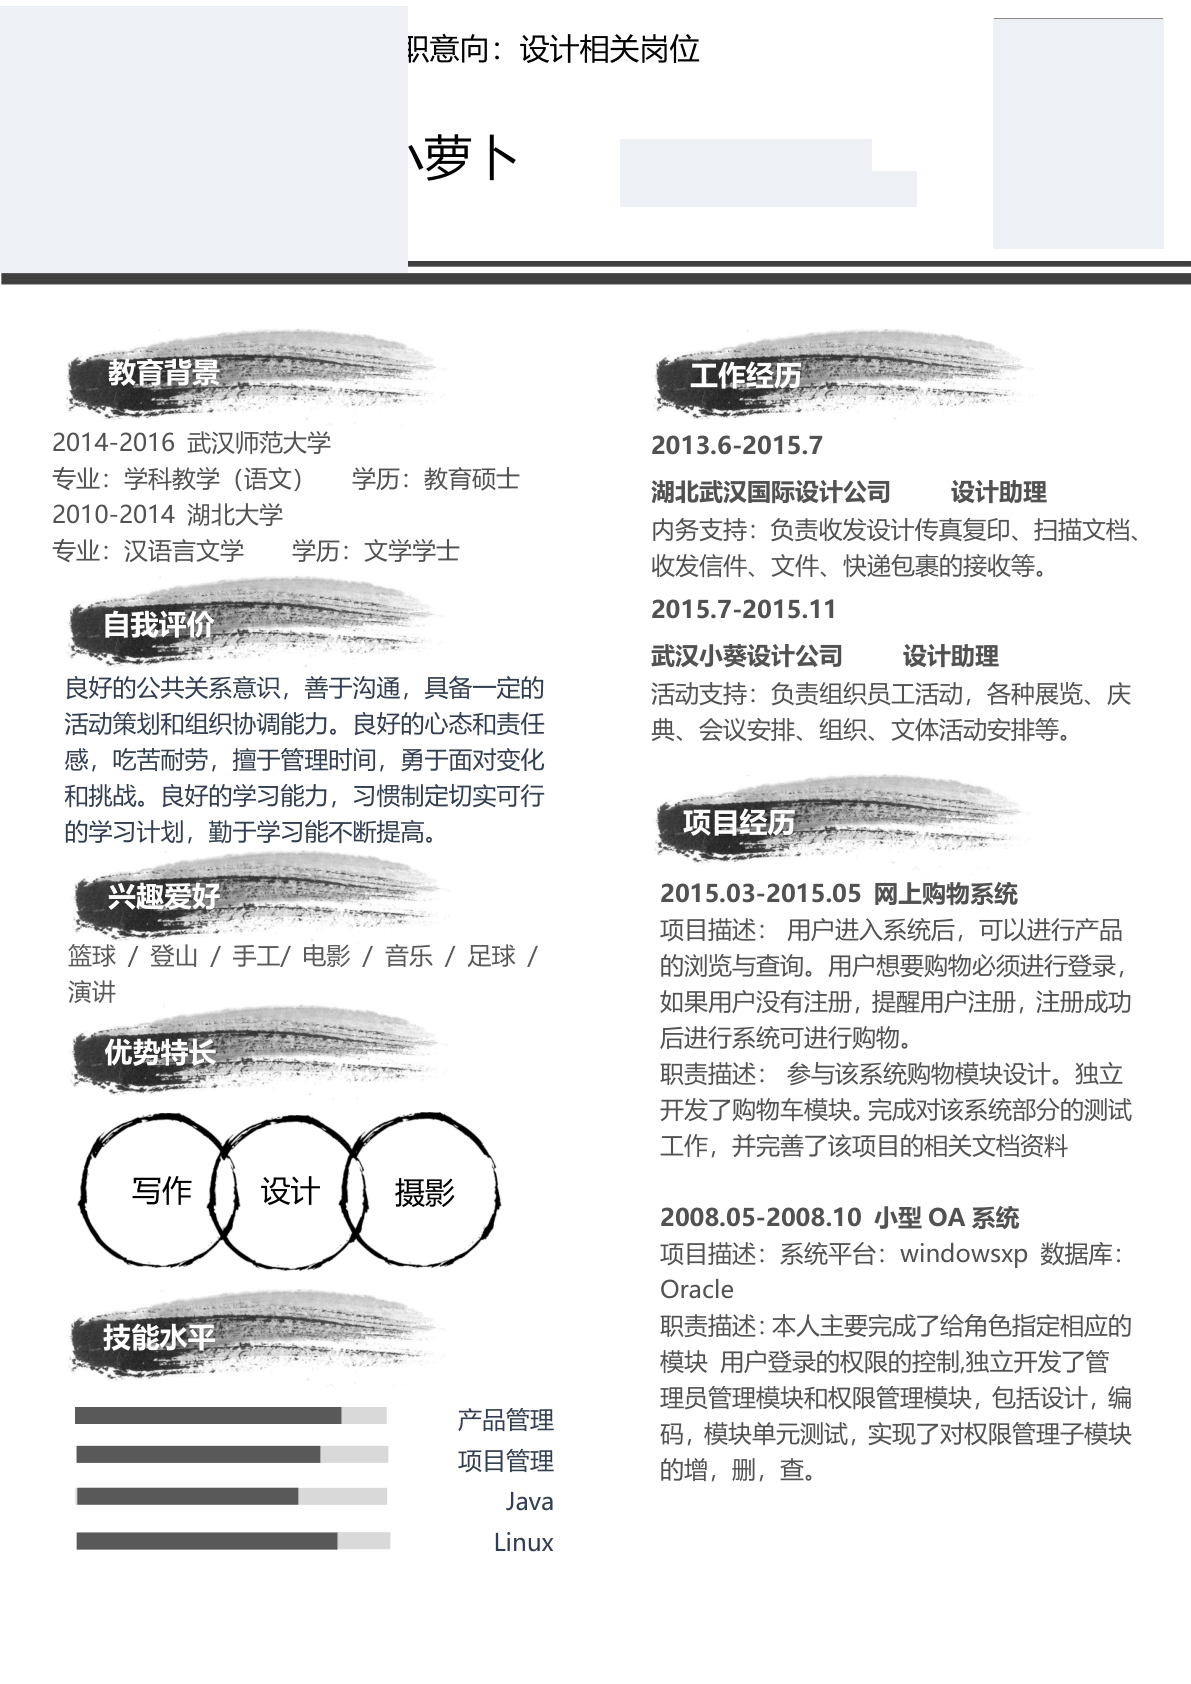 职意向：设计相关岗位
小萝卜
教育背景
2014-2016 武汉师范大学
专业：学科教学（语文） 学历：教育硕士
2010-2014 湖北大学
专业：汉语言文学 学历：文学学士
自我评价
良好的公共关系意识，善于沟通，具备一定的
活动策划和组织协调能力。良好的心态和责任
感，吃苦耐劳，擅于管理时间，勇于面对变化
和挑战。良好的学习能力，习惯制定切实可行
的学习计划，勤于学习能不断提高。
兴趣爱好
篮球 / 登山 / 手工/ 电影 / 音乐 / 足球 /
演讲
优势特长
写作 设计 摄影
技能水平
产品管理
项目管理
Java
Linux
工作经历
2013.6-2015.7
湖北武汉国际设计公司 设计助理
内务支持：负责收发设计传真复印、扫描文档、
收发信件、文件、快递包裹的接收等。
2015.7-2015.11
武汉小葵设计公司 设计助理
活动支持：负责组织员工活动，各种展览、庆
典、会议安排、组织、文体活动安排等。
项目经历
2015.03-2015.05 网上购物系统
项目描述： 用户进入系统后，可以进行产品
的浏览与查询。用户想要购物必须进行登录，
如果用户没有注册，提醒用户注册，注册成功
后进行系统可进行购物。
职责描述： 参与该系统购物模块设计。独立
开发了购物车模块。完成对该系统部分的测试
工作，并完善了该项目的相关文档资料
2008.05-2008.10 小型 OA 系统
项目描述：系统平台：windowsxp 数据库：
Oracle
职责描述：本人主要完成了给角色指定相应的
模块 用户登录的权限的控制,独立开发了管
理员管理模块和权限管理模块，包括设计，编
码，模块单元测试，实现了对权限管理子模块
的增，删，查。